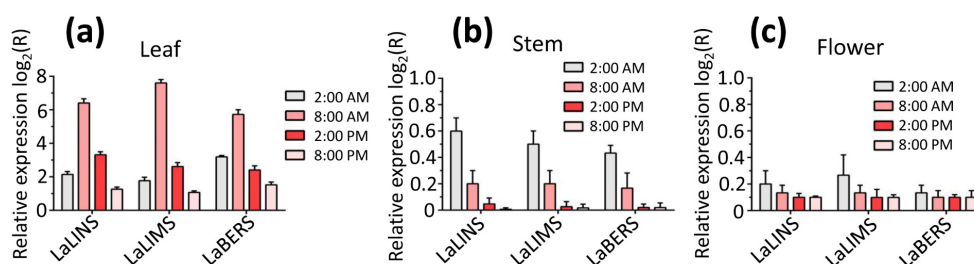 (a)
Leaf
Relative expression log2(R)
8
6
4
2
0
LaLINS
LaLIMS
LaBERS
2:00 AM
8:00 AM
2:00 PM
8:00 PM
(b)
Stem
Relative expression log2(R)
1.0
0.8
0.6
0.4
0.2
0
LaLINS
LaLIMS
LaBERS
2:00 AM
8:00 AM
2:00 PM
8:00 PM
(c)
Flower
Relative expression log2(R)
1.0
0.8
0.6
0.4
0.2
0
LaLINS
LaLIMS
LaBERS
2:00 AM
8:00 AM
2:00 PM
8:00 PM